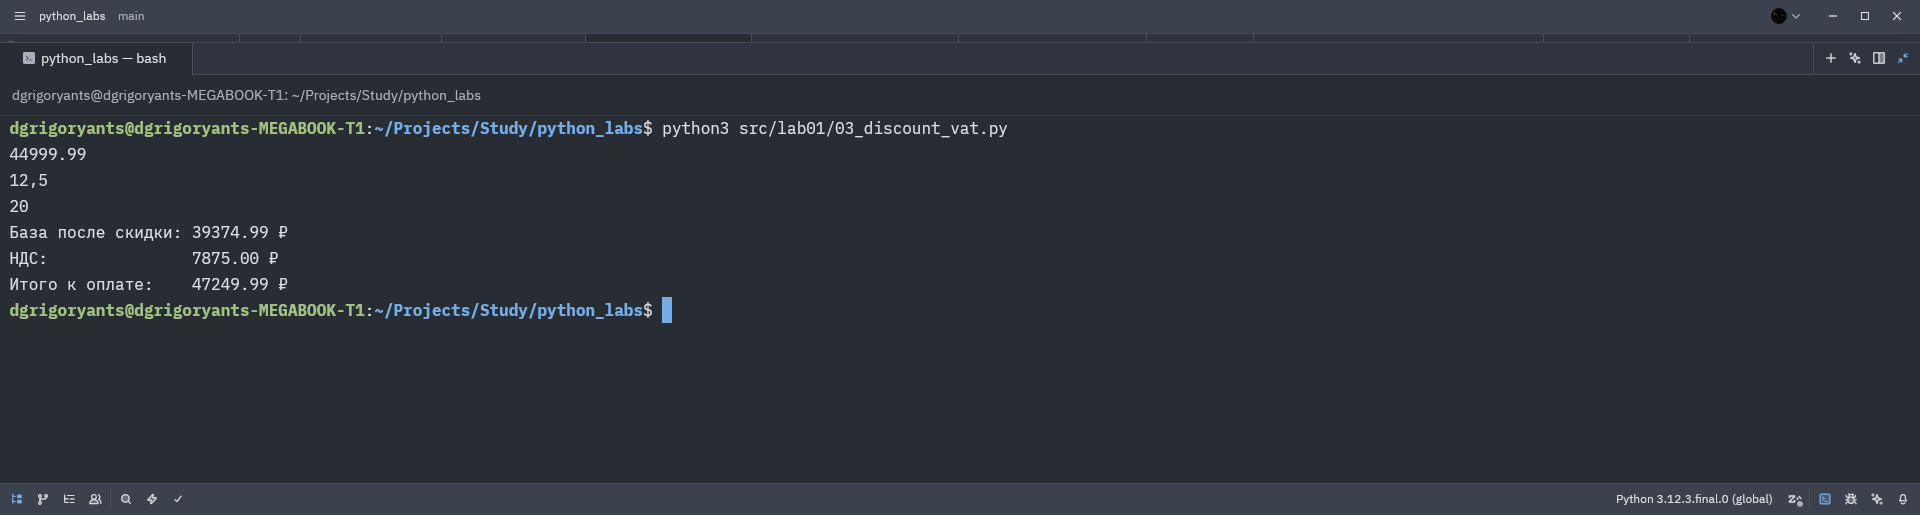 python_labs main
python_labs — bash
dgrigoryants@dgrigoryants-MEGABOOK-T1: ~/Projects/Study/python_labs
dgrigoryants@dgrigoryants-MEGABOOK-T1:~/Projects/Study/python_labs$ python3 src/lab01/03_discount_vat.py
44999.99
12,5
20
База после скидки: 39374.99 ₽
НДС:               7875.00 ₽
Итого к оплате:    47249.99 ₽
dgrigoryants@dgrigoryants-MEGABOOK-T1:~/Projects/Study/python_labs$
Python 3.12.3.final.0 (global)